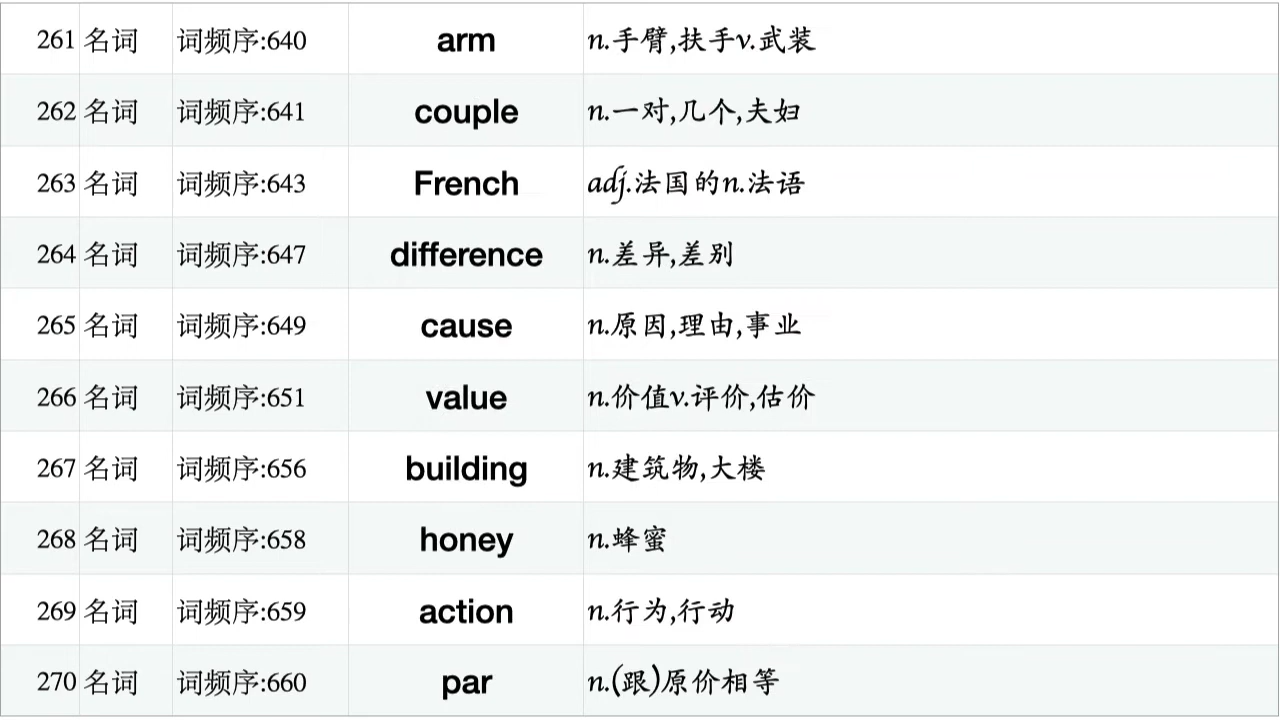 261 名词 词频序:640 arm n.手臂,扶手v.武装
262 名词 词频序:641 couple n.一对,几个,夫妇
263 名词 词频序:643 French adj.法国的n.法语
264 名词 词频序:647 difference n.差异,差别
265 名词 词频序:649 cause n.原因,理由,事业
266 名词 词频序:651 value n.价值v.评价,估价
267 名词 词频序:656 building n.建筑物,大楼
268 名词 词频序:658 honey n.蜂蜜
269 名词 词频序:659 action n.行为,行动
270 名词 词频序:660 par n.(跟)原价相等